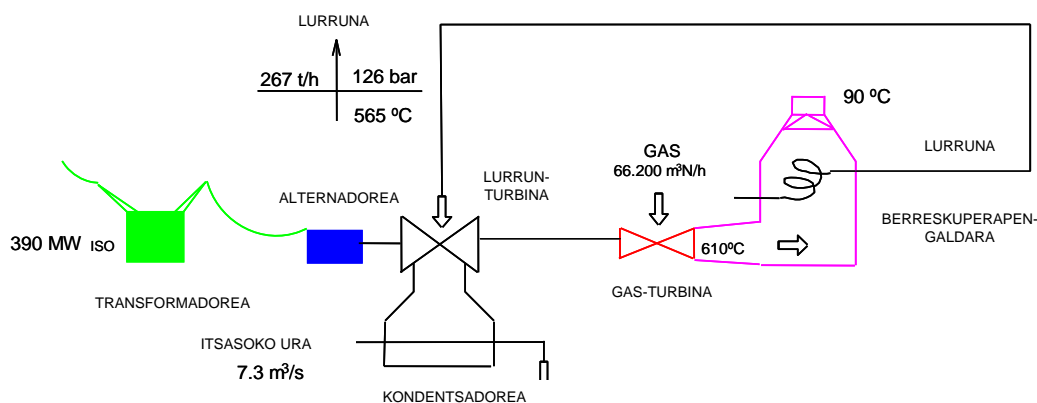 LURRUNA
267 t/h
126 bar
565 ºC
90 ºC
GAS
66.200 m³N/h
LURRUNA
LURRUN-
TURBINA
ALTERNADOREA
BERRESKUPERAPEN-
GALDARA
390 MW ISO
610ºC
GAS-TURBINA
TRANSFORMADOREA
ITSASOKO URA
7.3 m³/s
KONDENTSADOREA